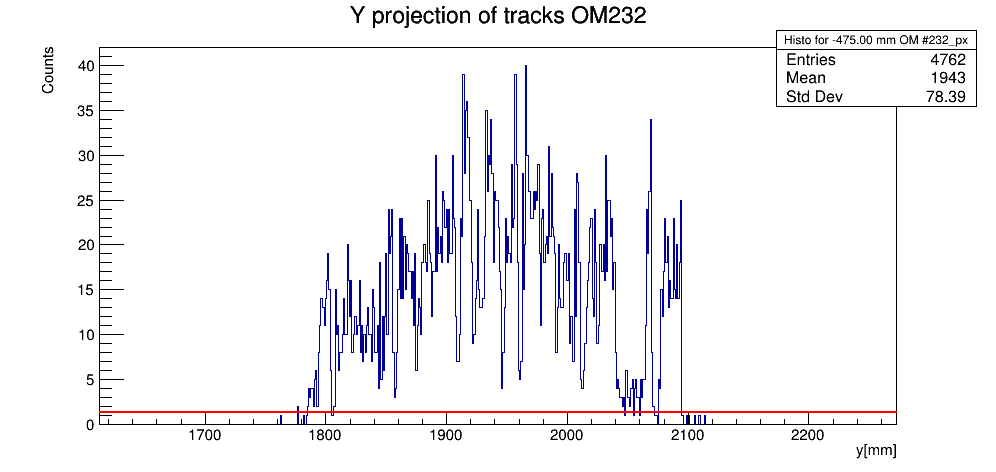 Y projection of tracks OM232
Histo for -475.00 mm OM #232_px
Entries 4762
Mean 1943
Std Dev 78.39
Counts
40
35
30
25
20
15
10
5
0
1700 1800 1900 2000 2100 2200
y[mm]